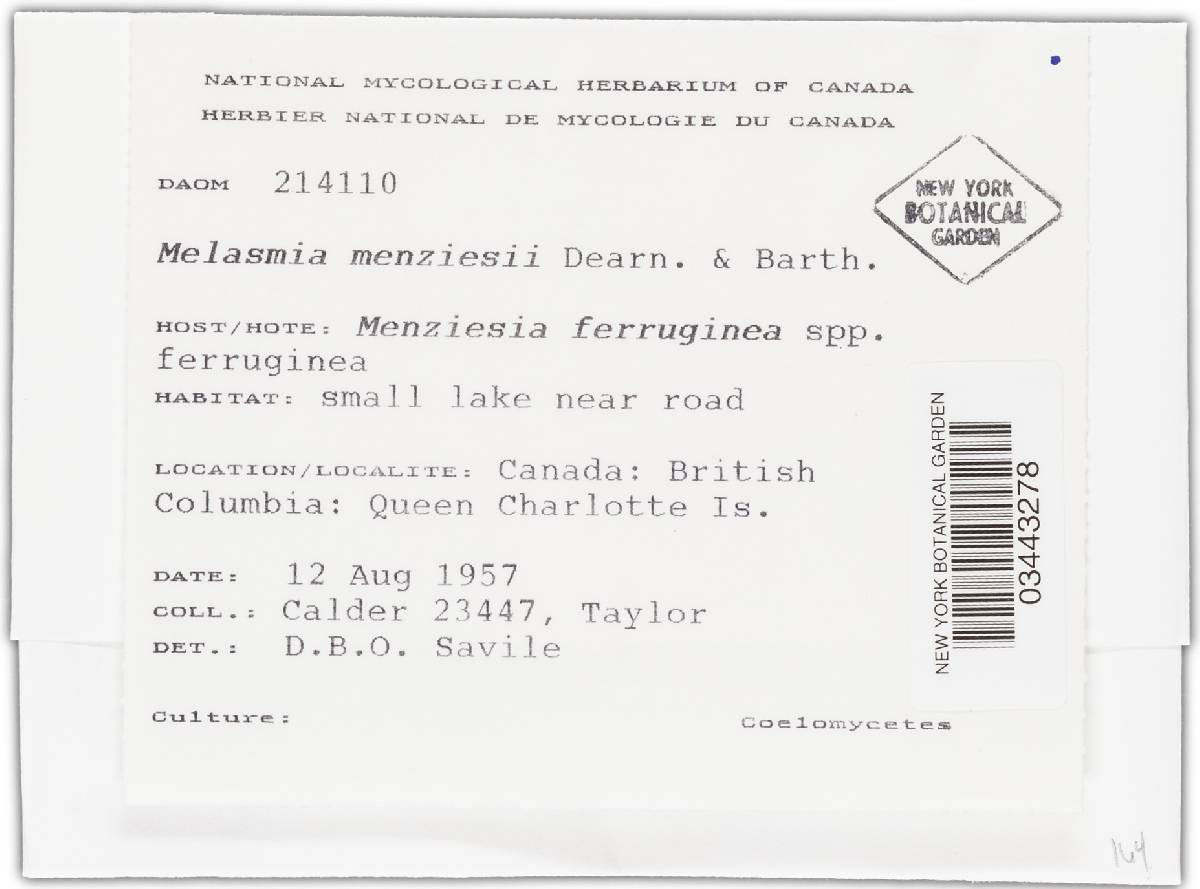 NATIONAL MYCOLOGICAL HERBARIUM OF CANADA
HERBIER NATIONAL DE MYCOLOGIE DU CANADA
DAOM 214110
NEW YORK
BOTANICAL
GARDEN
Melasmia menziesii Dearn. & Barth.
HOST/HOTE: Menziesia ferruginea spp.
ferruginea
HABITAT: small lake near road
LOCATION/LOCALITE: Canada: British
Columbia: Queen Charlotte Is.
DATE: 12 Aug 1957
COLL.: Calder 23447, Taylor
DET.: D.B.O. Savile
Culture:
Coelomycetes
NEW YORK BOTANICAL GARDEN
03443278
164